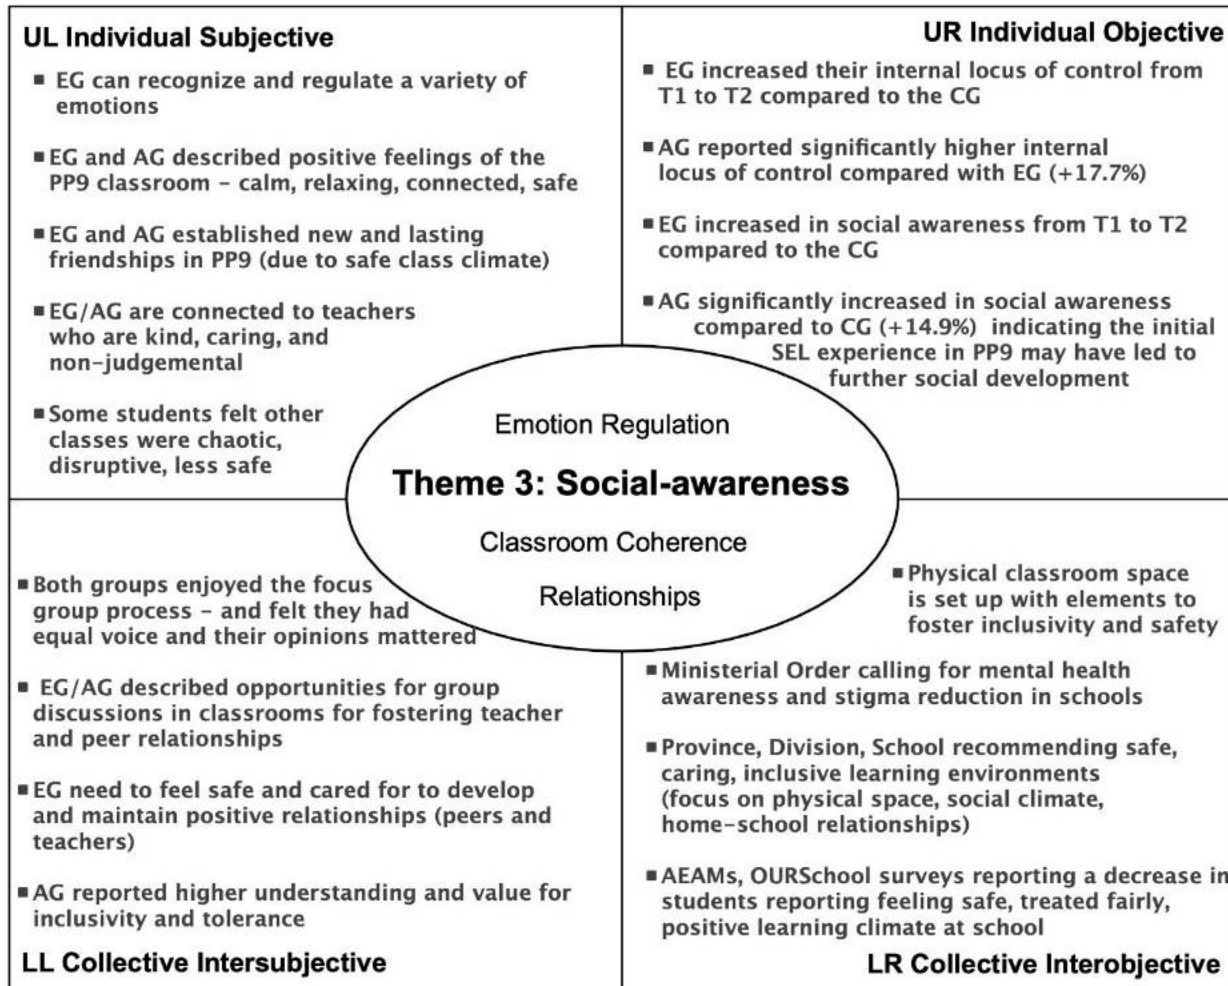 UL Individual Subjective
▪ EG can recognize and regulate a variety of
emotions
▪ EG and AG described positive feelings of the
PP9 classroom – calm, relaxing, connected, safe
▪ EG and AG established new and lasting
friendships in PP9 (due to safe class climate)
▪ EG/AG are connected to teachers
who are kind, caring, and
non-judgemental
▪ Some students felt other
classes were chaotic,
disruptive, less safe
UR Individual Objective
▪ EG increased their internal locus of control from
T1 to T2 compared to the CG
▪ AG reported significantly higher internal
locus of control compared with EG (+17.7%)
▪ EG increased in social awareness from T1 to T2
compared to the CG
▪ AG significantly increased in social awareness
compared to CG (+14.9%) indicating the initial
SEL experience in PP9 may have led to
further social development
Emotion Regulation
Theme 3: Social-awareness
Classroom Coherence
Relationships
▪ Both groups enjoyed the focus
group process – and felt they had
equal voice and their opinions mattered
▪ EG/AG described opportunities for group
discussions in classrooms for fostering teacher
and peer relationships
▪ EG need to feel safe and cared for to develop
and maintain positive relationships (peers and
teachers)
▪ AG reported higher understanding and value for
inclusivity and tolerance
LL Collective Intersubjective
▪ Physical classroom space
is set up with elements to
foster inclusivity and safety
▪ Ministerial Order calling for mental health
awareness and stigma reduction in schools
▪ Province, Division, School recommending safe,
caring, inclusive learning environments
(focus on physical space, social climate,
home-school relationships)
▪ AEAMs, OURSchool surveys reporting a decrease in
students reporting feeling safe, treated fairly,
positive learning climate at school
LR Collective Interobjective